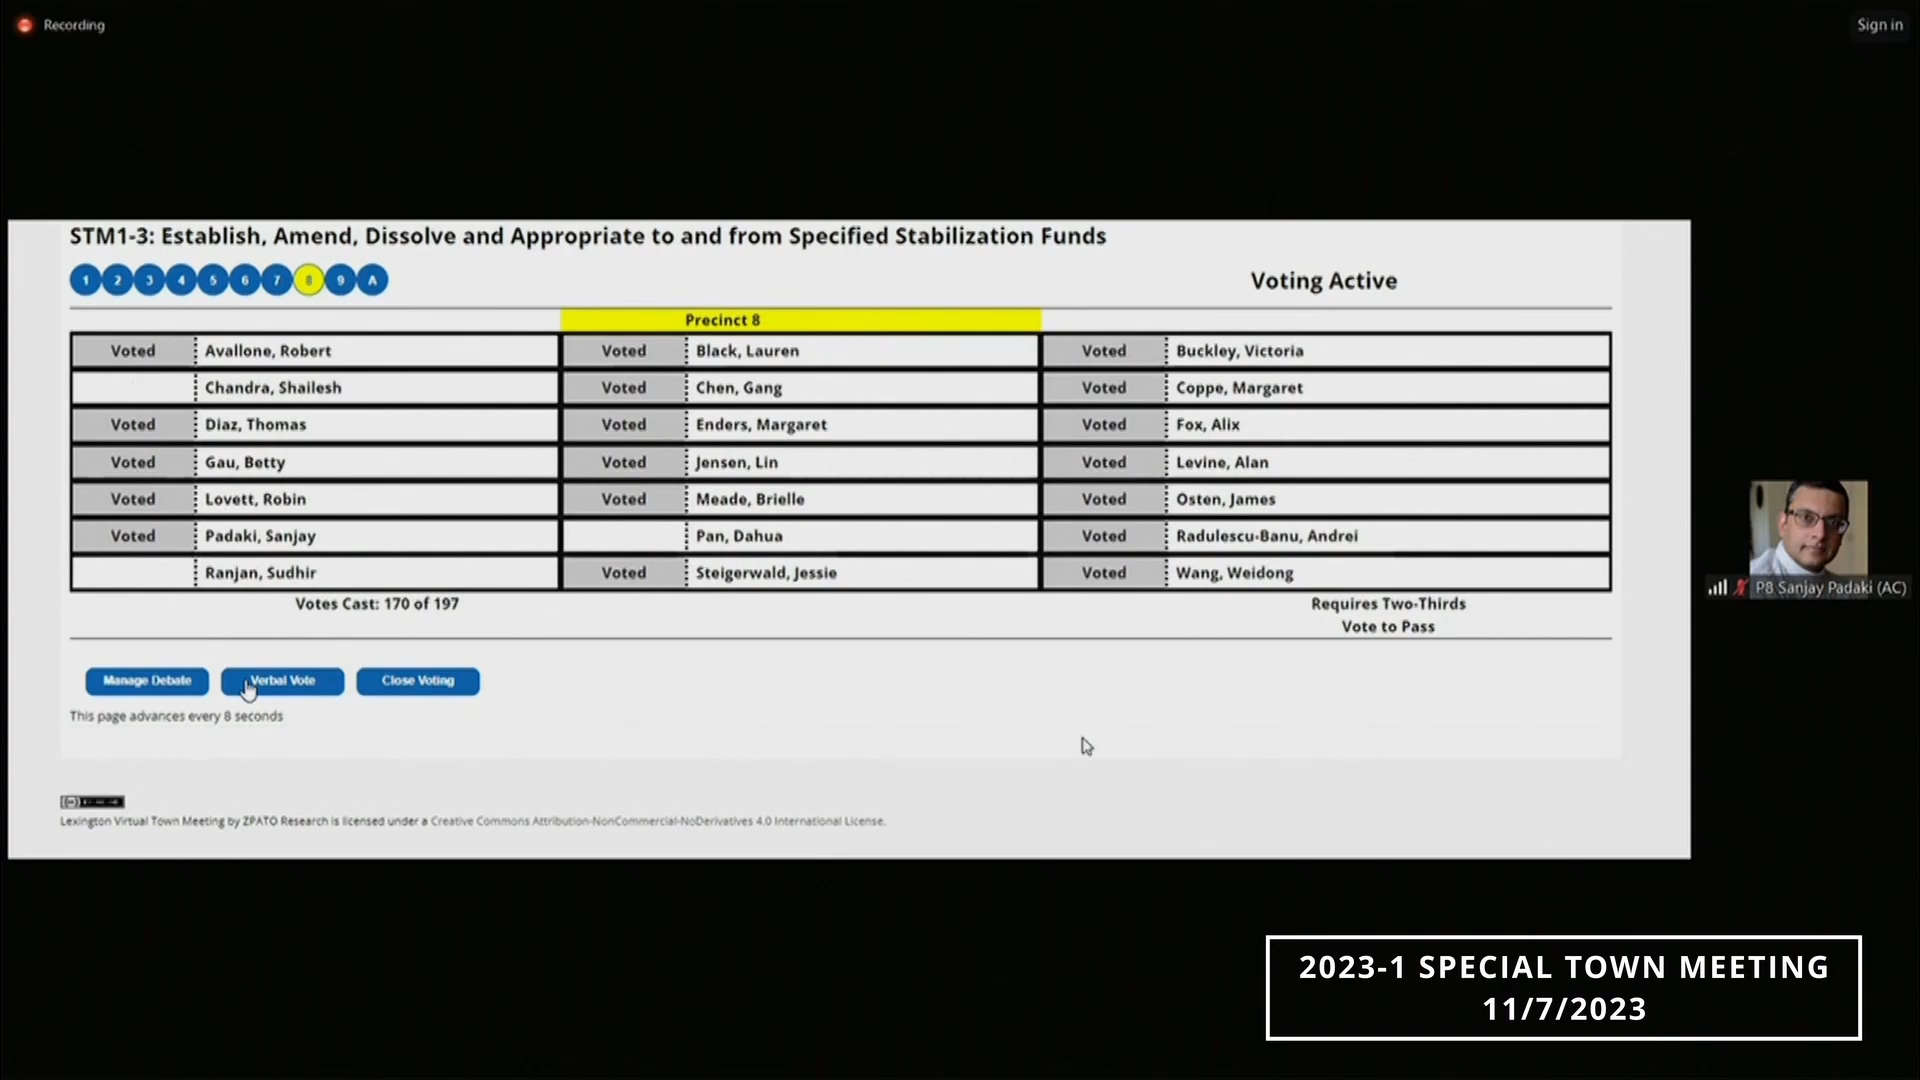 Recording
Sign in
STM1-3: Establish, Amend, Dissolve and Appropriate to and from Specified Stabilization Funds
1 2 3 4 5 6 7 8 9 A
Voting Active
Precinct 8
Voted Avallone, Robert Voted Black, Lauren Voted Buckley, Victoria
Chandra, Shailesh Voted Chen, Gang Voted Coppe, Margaret
Voted Diaz, Thomas Voted Enders, Margaret Voted Fox, Alix
Voted Gau, Betty Voted Jensen, Lin Voted Levine, Alan
Voted Lovett, Robin Voted Meade, Brielle Voted Osten, James
Voted Padaki, Sanjay Pan, Dahua Voted Radulescu-Banu, Andrei
Ranjan, Sudhir Voted Steigerwald, Jessie Voted Wang, Weidong
Votes Cast: 170 of 197
Requires Two-Thirds
Vote to Pass
Manage Debate Verbal Vote Close Voting
This page advances every 8 seconds
Lexington Virtual Town Meeting by ZPATO Research is licensed under a Creative Commons Attribution-NonCommercial-NoDerivatives 4.0 International License.
P8 Sanjay Padaki (AC)
2023-1 SPECIAL TOWN MEETING
11/7/2023